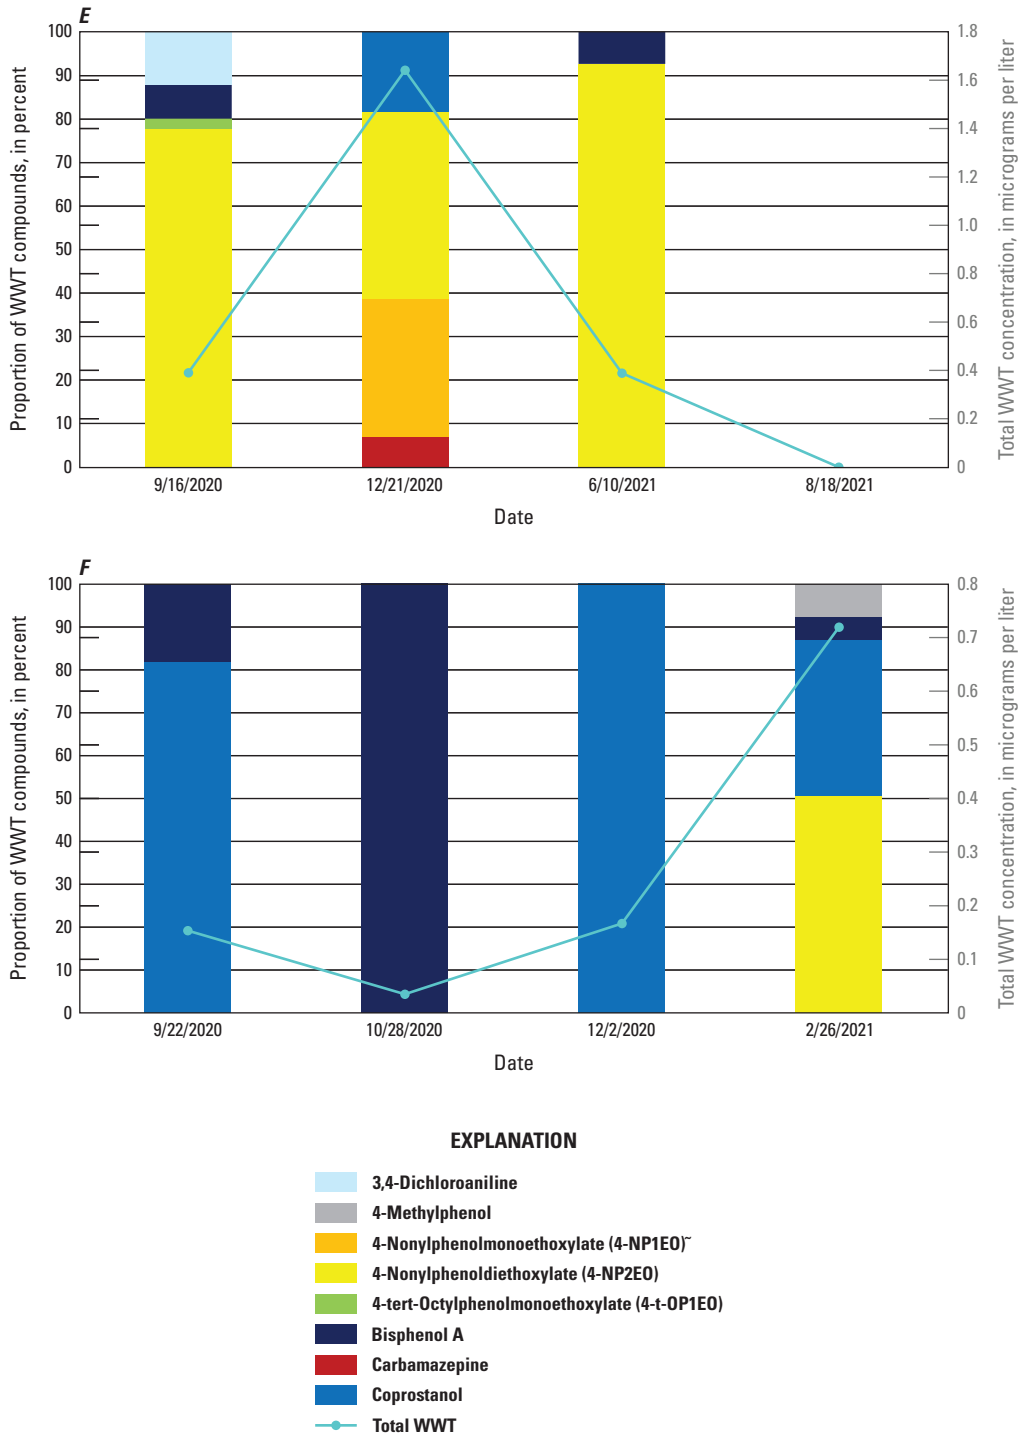 E
Proportion of WWT compounds, in percent
100
90
80
70
60
50
40
30
20
10
0
1.8
1.6
1.4
1.2
1.0
0.8
0.6
0.4
0.2
0
Total WWT concentration, in micrograms per liter
9/16/2020 12/21/2020 6/10/2021 8/18/2021
Date
F
Proportion of WWT compounds, in percent
100
90
80
70
60
50
40
30
20
10
0
0.8
0.7
0.6
0.5
0.4
0.3
0.2
0.1
0
Total WWT concentration, in micrograms per liter
9/22/2020 10/28/2020 12/2/2020 2/26/2021
Date
EXPLANATION
3,4-Dichloroaniline
4-Methylphenol
4-Nonylphenolmonoethoxylate (4-NP1EO)~
4-Nonylphenoldiethoxylate (4-NP2EO)
4-tert-Octylphenolmonoethoxylate (4-t-OP1EO)
Bisphenol A
Carbamazepine
Coprostanol
Total WWT